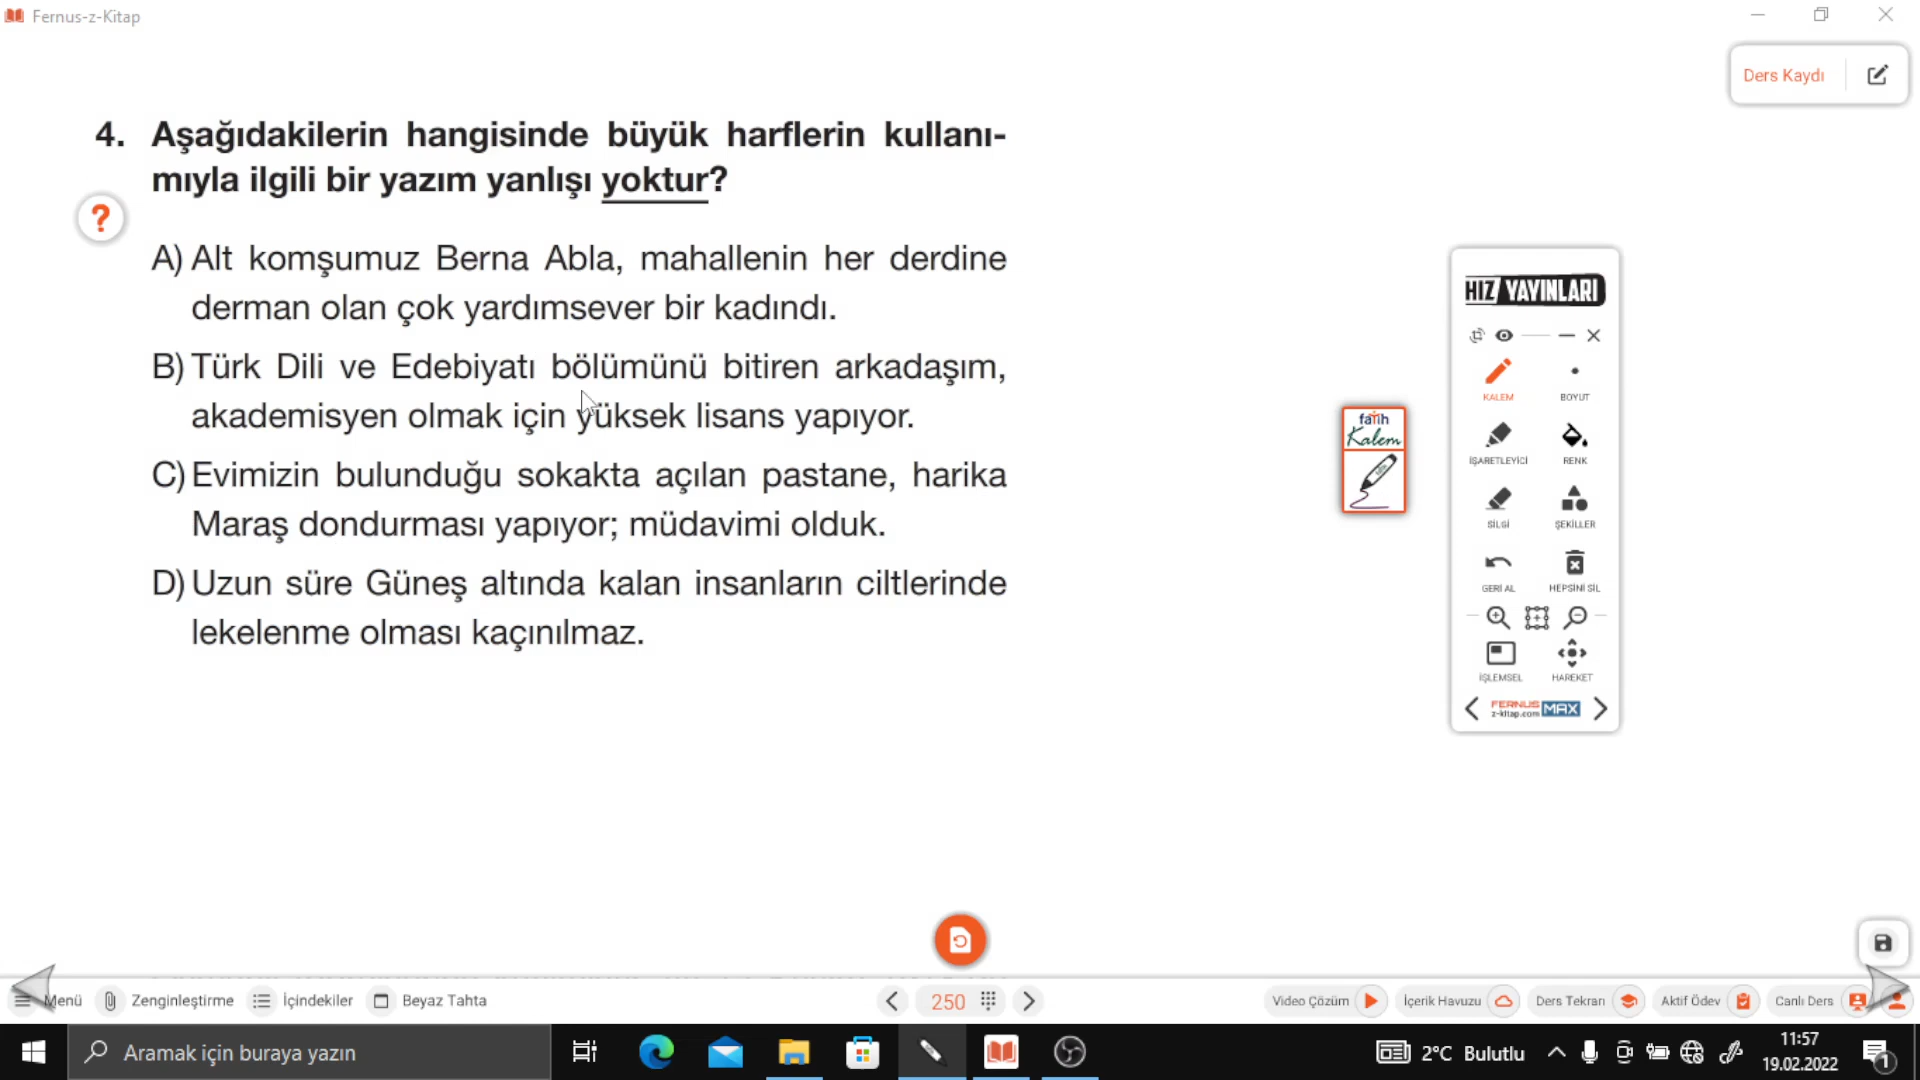 Fernus-z-Kitap
Ders Kaydı
4. Aşağıdakilerin hangisinde büyük harflerin kullanı-
mıyla ilgili bir yazım yanlışı yoktur?
?
A) Alt komşumuz Berna Abla, mahallenin her derdine
derman olan çok yardımsever bir kadındı.
B) Türk Dili ve Edebiyatı bölümünü bitiren arkadaşım,
akademisyen olmak için yüksek lisans yapıyor.
C) Evimizin bulunduğu sokakta açılan pastane, harika
Maraş dondurması yapıyor; müdavimi olduk.
D) Uzun süre Güneş altında kalan insanların ciltlerinde
lekelenme olması kaçınılmaz.
fatih
Kalem
HIZ YAYINLARI
KALEM BOYUT
İŞARETLEYİCİ RENK
SİLGİ ŞEKİLLER
GERİ AL HEPSİNİ SİL
İŞLEMSEL HAREKET
FERNUS
z-kitap.com MAX
Menü Zenginleştirme İçindekiler Beyaz Tahta 250 Video Çözüm İçerik Havuzu Ders Tekrarı Aktif Ödev Canlı Ders
Aramak için buraya yazın 2°C Bulutlu 11:57
19.02.2022 1